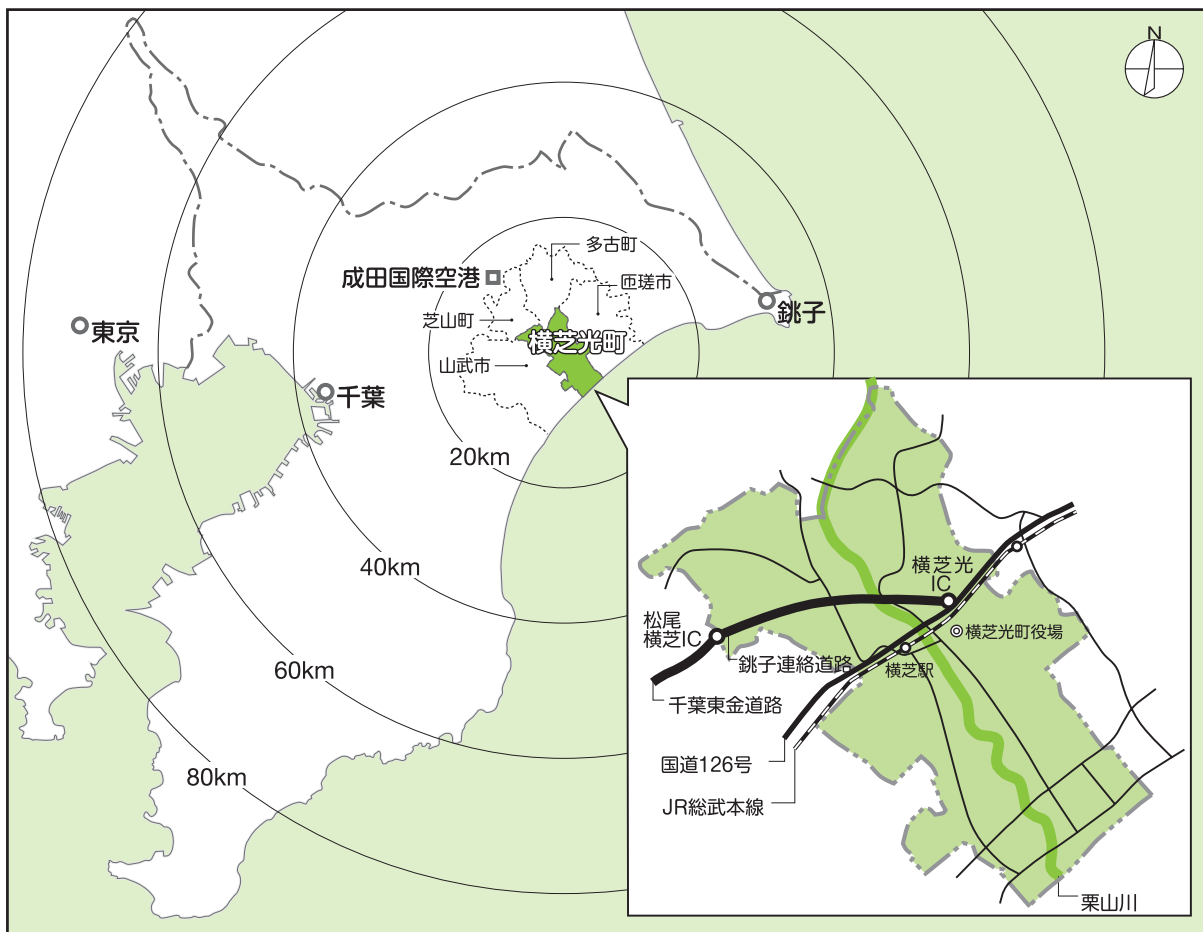 N
多古町
成田国際空港
匝瑳市
銚子
芝山町
東京
横芝光町
山武市
千葉
20km
40km
60km
80km
横芝光
IC
松尾
横芝IC
横芝光町役場
銚子連絡道路
横芝駅
千葉東金道路
国道126号
JR総武本線
栗山川